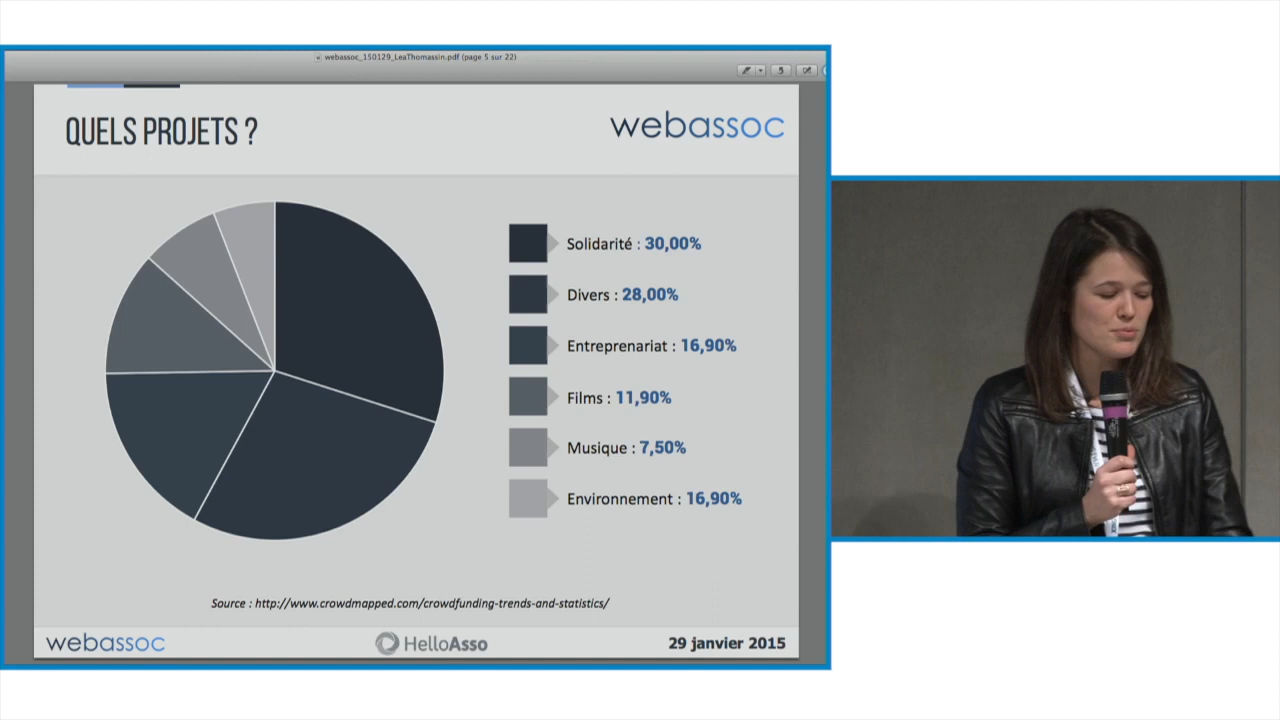 webassoc_150129_LeaThomassin.pdf (page 5 sur 22)
5
QUELS PROJETS ?
webassoc
Solidarité : 30,00%
Divers : 28,00%
Entreprenariat : 16,90%
Films : 11,90%
Musique : 7,50%
Environnement : 16,90%
Source : http://www.crowdmapped.com/crowdfunding-trends-and-statistics/
webassoc
HelloAsso
29 janvier 2015